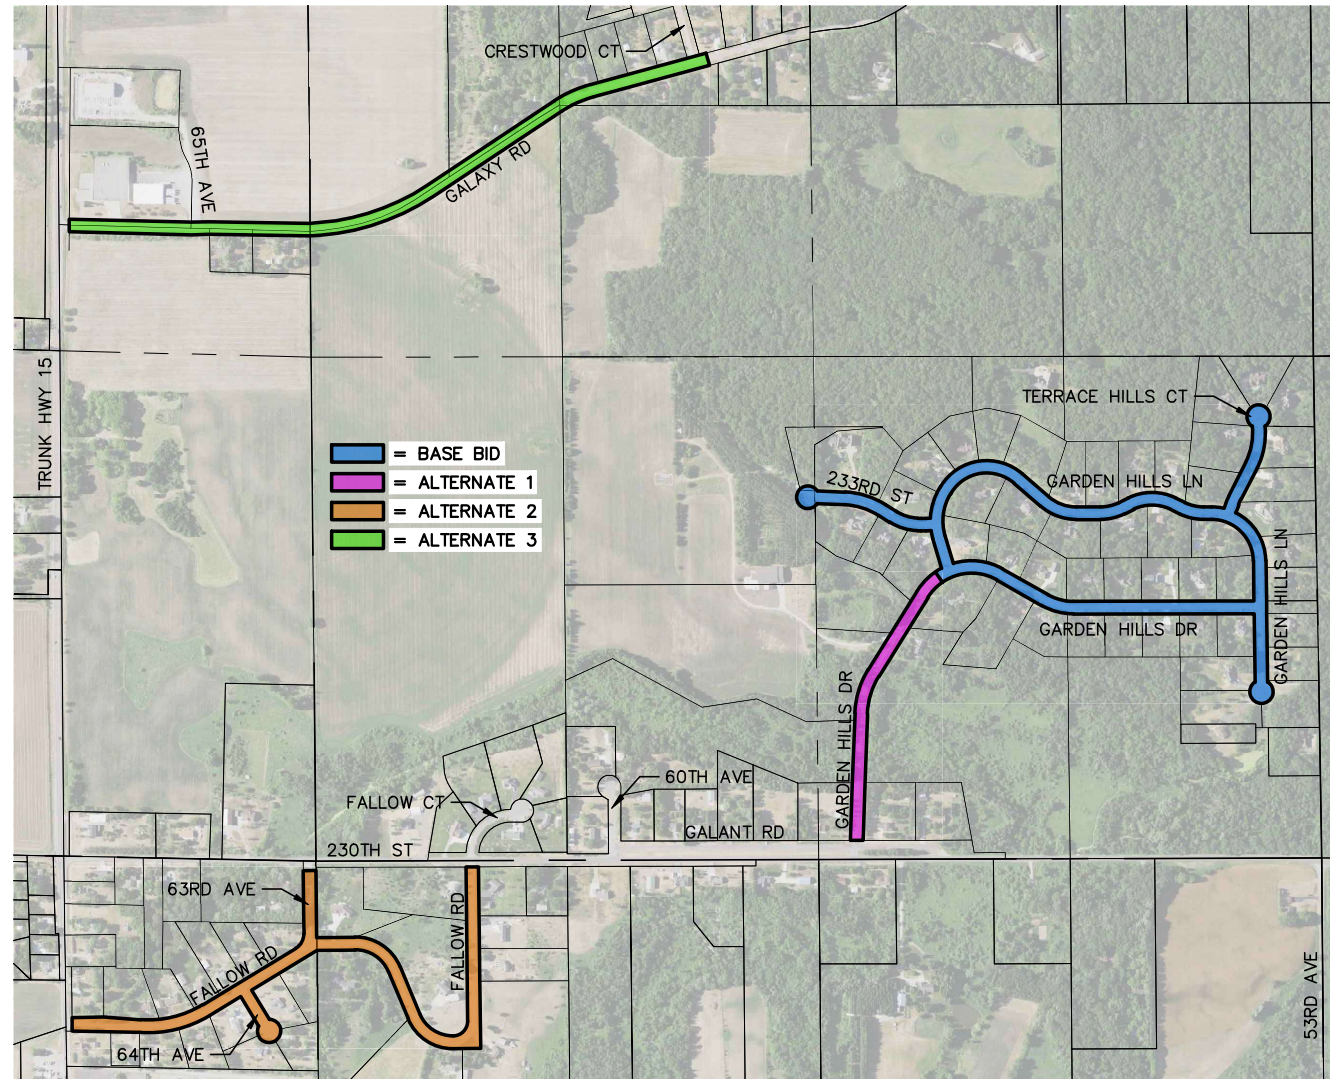 CRESTWOOD CT
65TH AVE
GALAXY RD
TRUNK HWY 15
TERRACE HILLS CT
= BASE BID
= ALTERNATE 1
= ALTERNATE 2
= ALTERNATE 3
233RD ST
GARDEN HILLS LN
GARDEN HILLS LN
GARDEN HILLS DR
GARDEN HILLS DR
60TH AVE
FALLOW CT
GALANT RD
230TH ST
63RD AVE
FALLOW RD
FALLOW RD
64TH AVE
53RD AVE